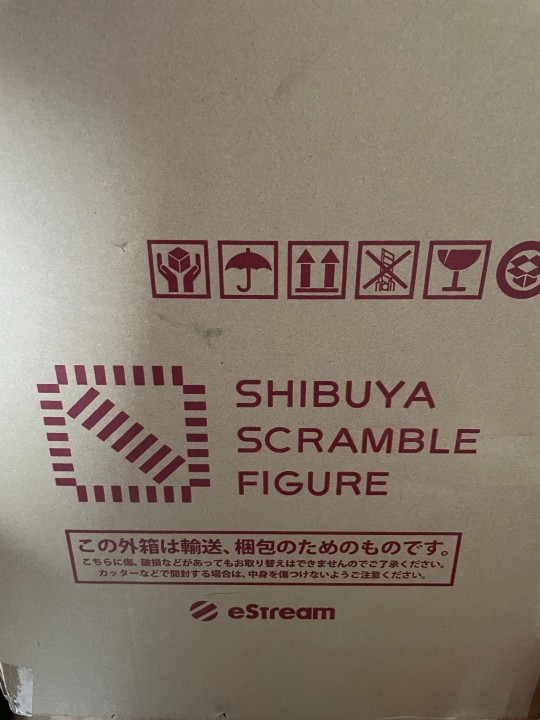 SHIBUYA
SCRAMBLE
FIGURE
この外箱は輸送、梱包のためのものです。
こちらに傷、破損などがあってもお取り替えはできませんのでご了承ください。
カッターなどで開封する場合は、中身を傷つけないようご注意ください。
eStream